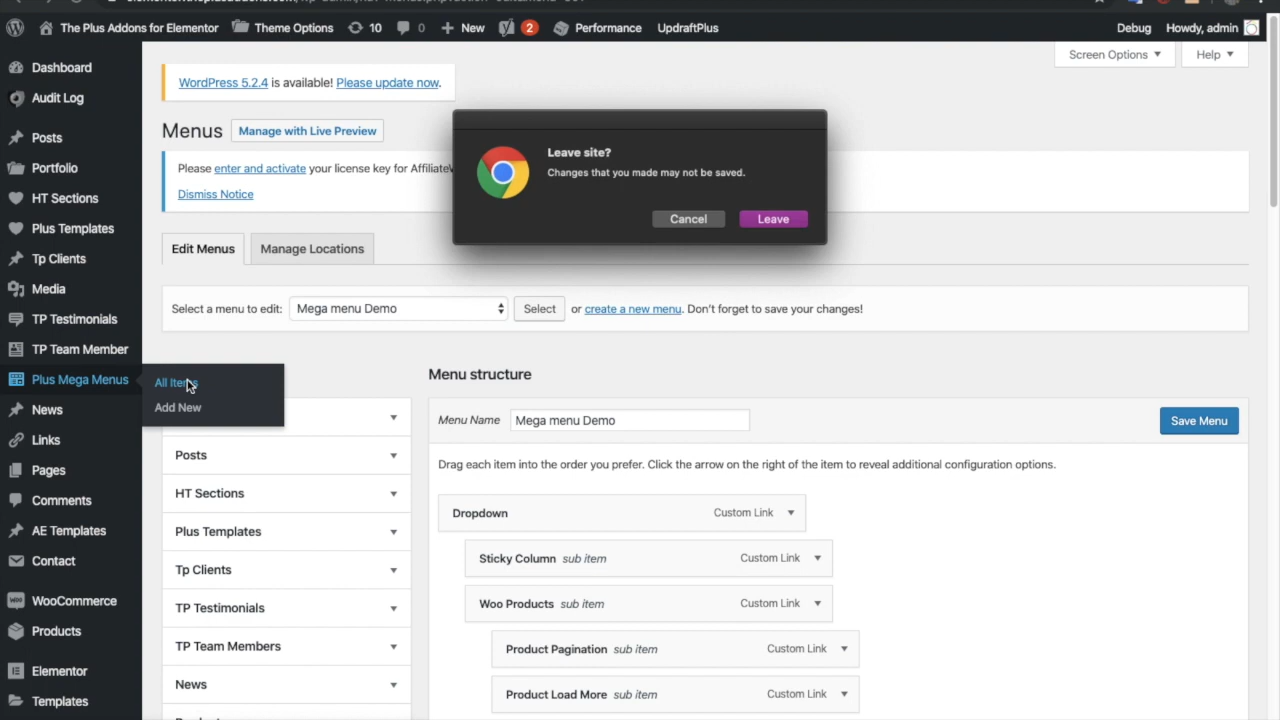 The Plus Addons for Elementor Theme Options 10 0 New 2 Performance UpdraftPlus Debug Howdy, admin
Screen Options Help
WordPress 5.2.4 is available! Please update now.
Menus Manage with Live Preview
Please enter and activate your license key for
Dismiss Notice
Leave site?
Changes that you made may not be saved.
Cancel Leave
Edit Menus Manage Locations
Select a menu to edit: Mega menu Demo Select or create a new menu. Don't forget to save your changes!
Dashboard
Audit Log
Posts
Portfolio
HT Sections
Plus Templates
Tp Clients
Media
TP Testimonials
TP Team Member
Plus Mega Menus
All Items
Add New
News
Links
Pages
Comments
AE Templates
Contact
WooCommerce
Products
Elementor
Templates
Posts
HT Sections
Plus Templates
Tp Clients
TP Testimonials
TP Team Members
News
Menu structure
Menu Name Mega menu Demo Save Menu
Drag each item into the order you prefer. Click the arrow on the right of the item to reveal additional configuration options.
Dropdown Custom Link
Sticky Column sub item Custom Link
Woo Products sub item Custom Link
Product Pagination sub item Custom Link
Product Load More sub item Custom Link